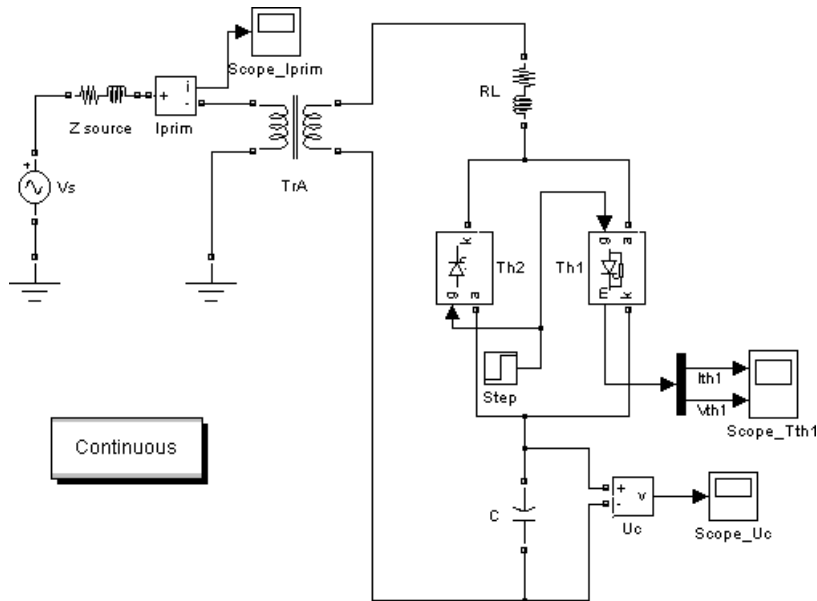 Scope_Iprim
RL
+
i
-
Z source
Iprim
TrA
+
Vs
k
g
a
Th2
g
a
m
k
Th1
Step
Ith1
Vth1
Scope_Tth1
Continuous
C
+
-
v
Uc
Scope_Uc